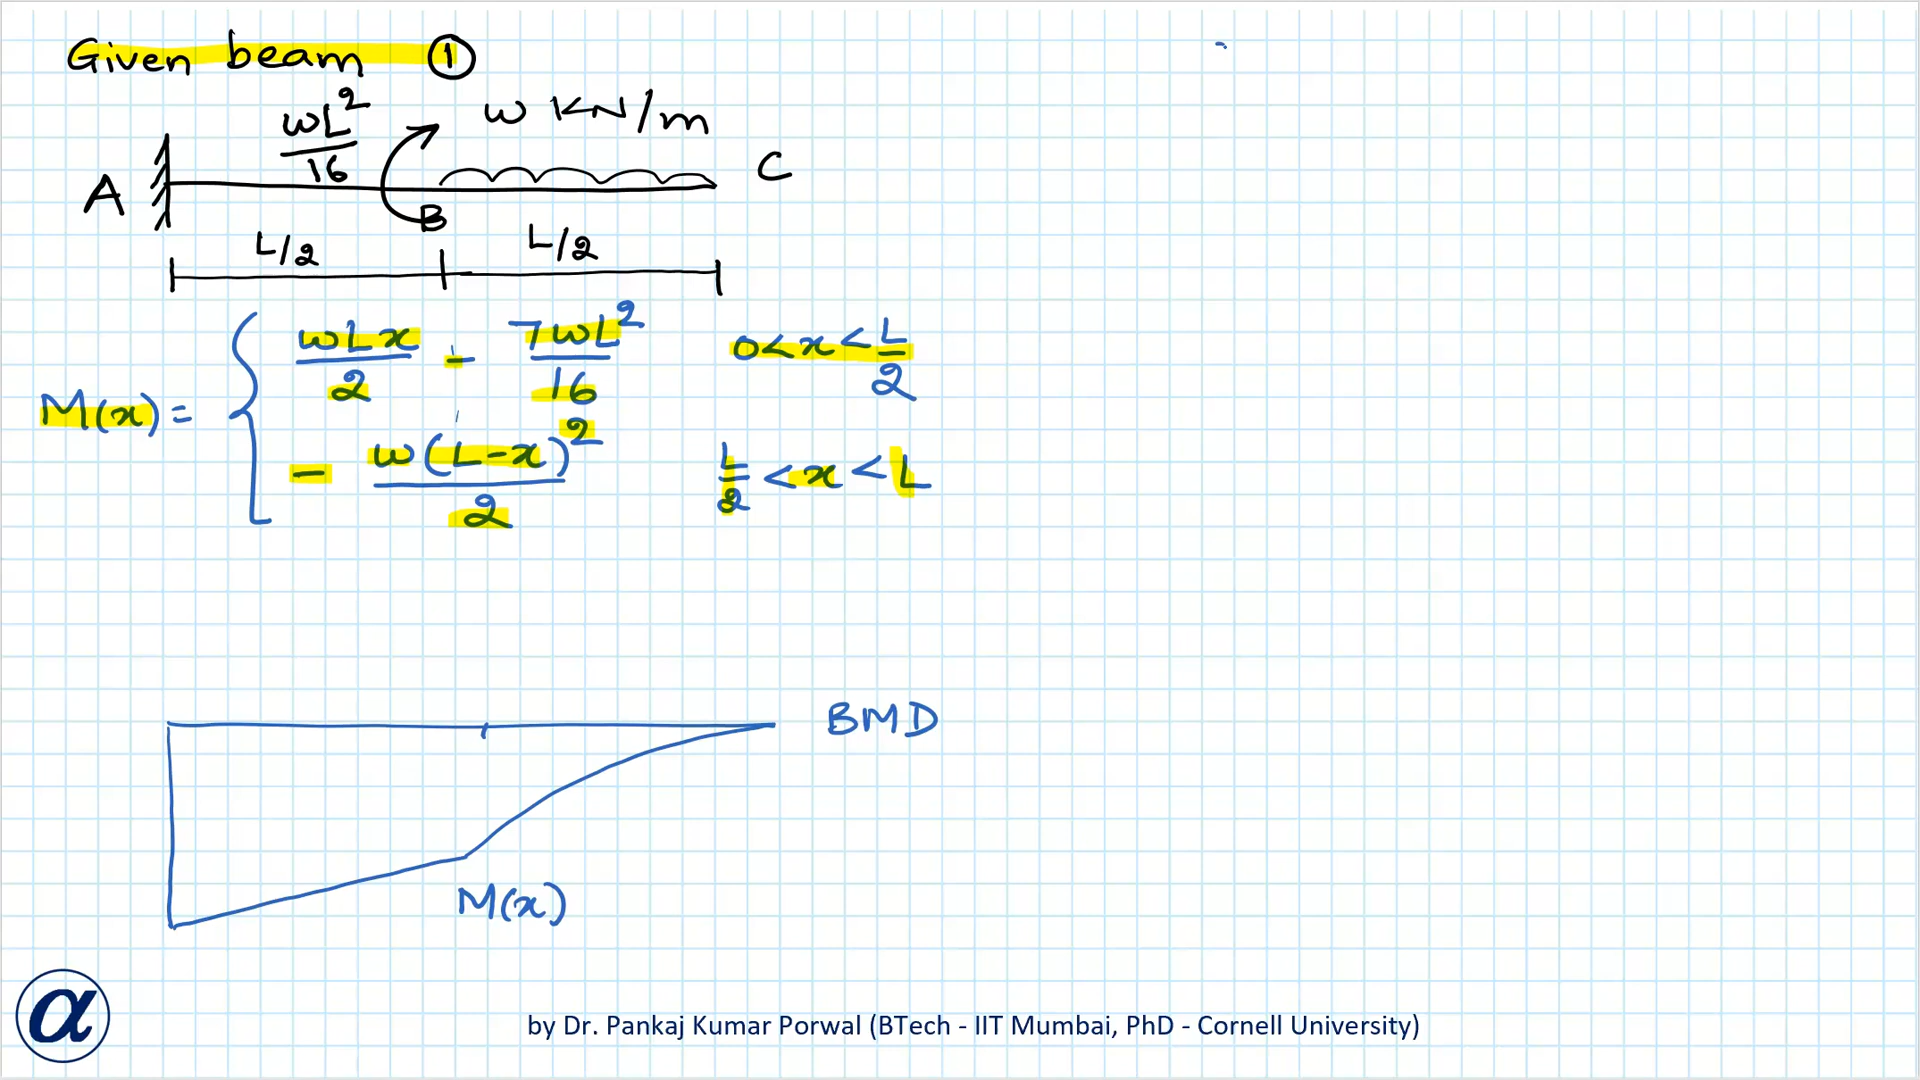 Given beam ①
wL²/16 w KN/m
A B C
L/2 L/2
M(x) = { wLx/2 - 7wL²/16 0<x<L/2
- w(L-x)²/2 L/2 <x<L
BMD
M(x)
α
by Dr. Pankaj Kumar Porwal (BTech - IIT Mumbai, PhD - Cornell University)